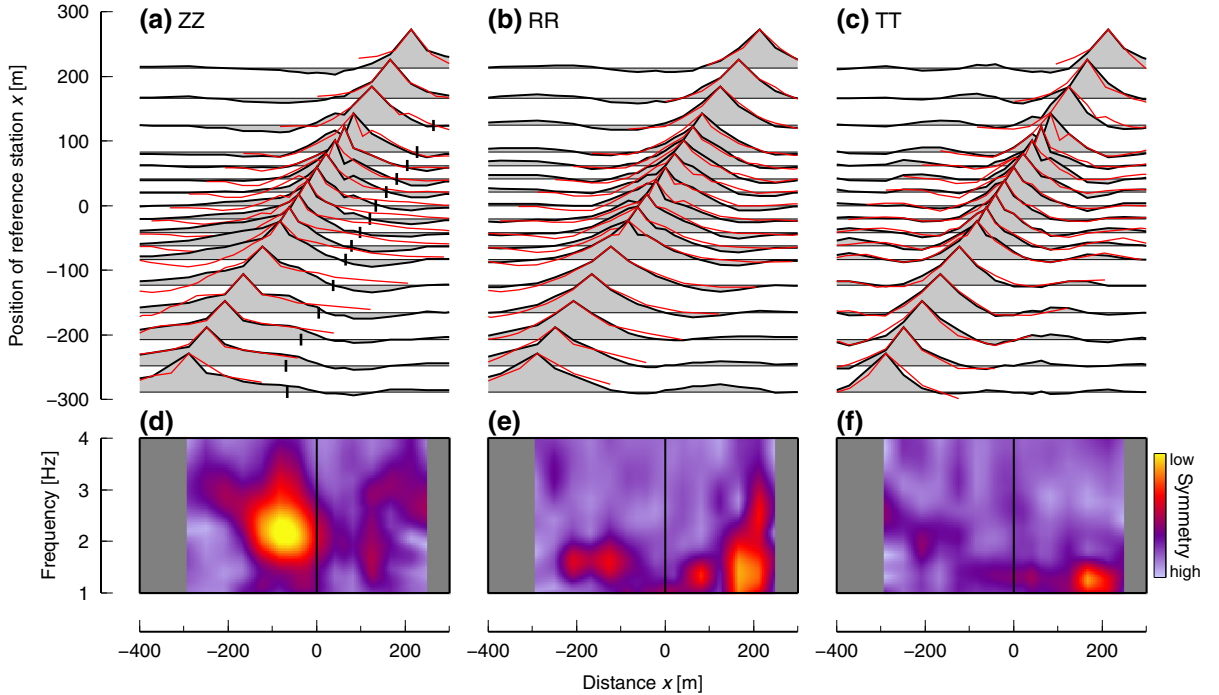 (a) ZZ
(b) RR
(c) TT
Position of reference station x [m]
300
200
100
0
−100
−200
−300
(d)
(e)
(f)
Frequency [Hz]
4
3
2
1
low
Symmetry
high
−400 −200 0 200
−400 −200 0 200
−400 −200 0 200
Distance x [m]